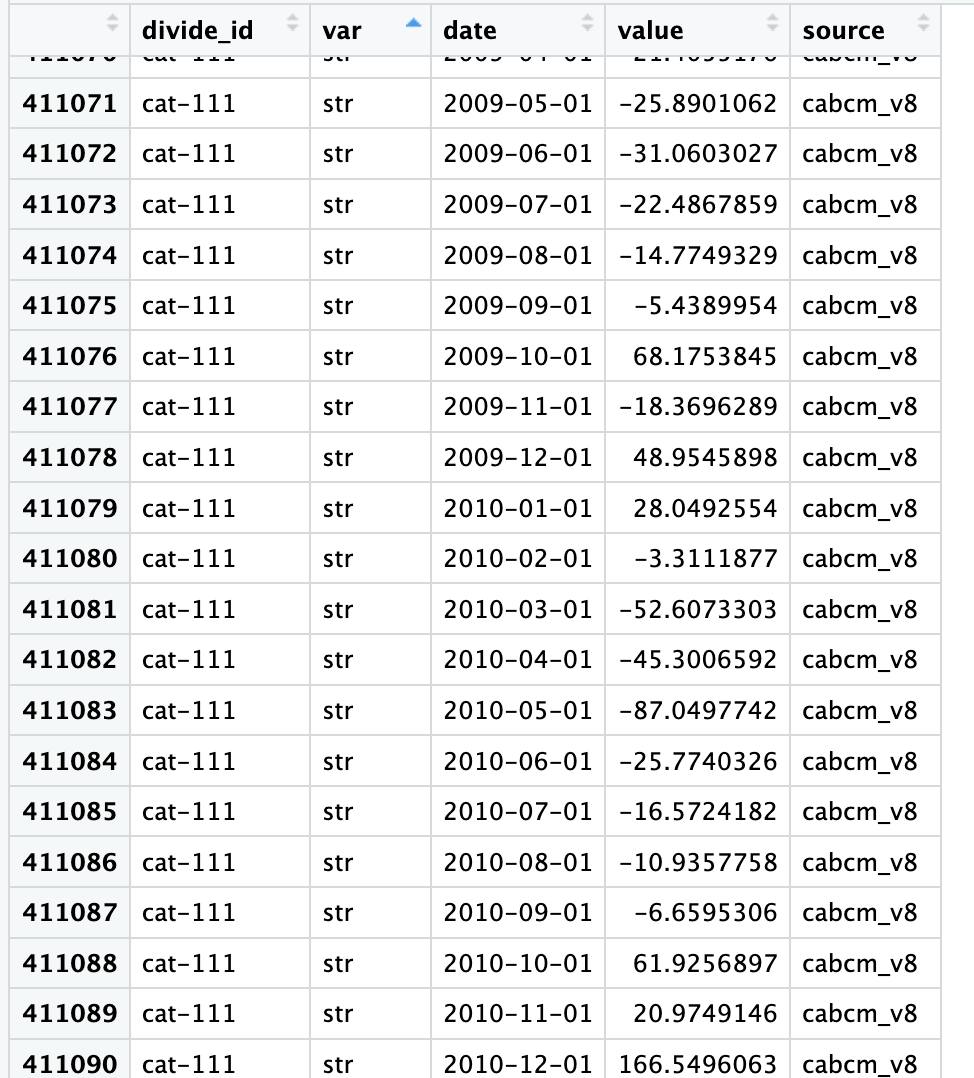 divide_id var date value source
411071 cat-111 str 2009-05-01 -25.8901062 cabcm_v8
411072 cat-111 str 2009-06-01 -31.0603027 cabcm_v8
411073 cat-111 str 2009-07-01 -22.4867859 cabcm_v8
411074 cat-111 str 2009-08-01 -14.7749329 cabcm_v8
411075 cat-111 str 2009-09-01 -5.4389954 cabcm_v8
411076 cat-111 str 2009-10-01 68.1753845 cabcm_v8
411077 cat-111 str 2009-11-01 -18.3696289 cabcm_v8
411078 cat-111 str 2009-12-01 48.9545898 cabcm_v8
411079 cat-111 str 2010-01-01 28.0492554 cabcm_v8
411080 cat-111 str 2010-02-01 -3.3111877 cabcm_v8
411081 cat-111 str 2010-03-01 -52.6073303 cabcm_v8
411082 cat-111 str 2010-04-01 -45.3006592 cabcm_v8
411083 cat-111 str 2010-05-01 -87.0497742 cabcm_v8
411084 cat-111 str 2010-06-01 -25.7740326 cabcm_v8
411085 cat-111 str 2010-07-01 -16.5724182 cabcm_v8
411086 cat-111 str 2010-08-01 -10.9357758 cabcm_v8
411087 cat-111 str 2010-09-01 -6.6595306 cabcm_v8
411088 cat-111 str 2010-10-01 61.9256897 cabcm_v8
411089 cat-111 str 2010-11-01 20.9749146 cabcm_v8
411090 cat-111 str 2010-12-01 166.5496063 cabcm_v8